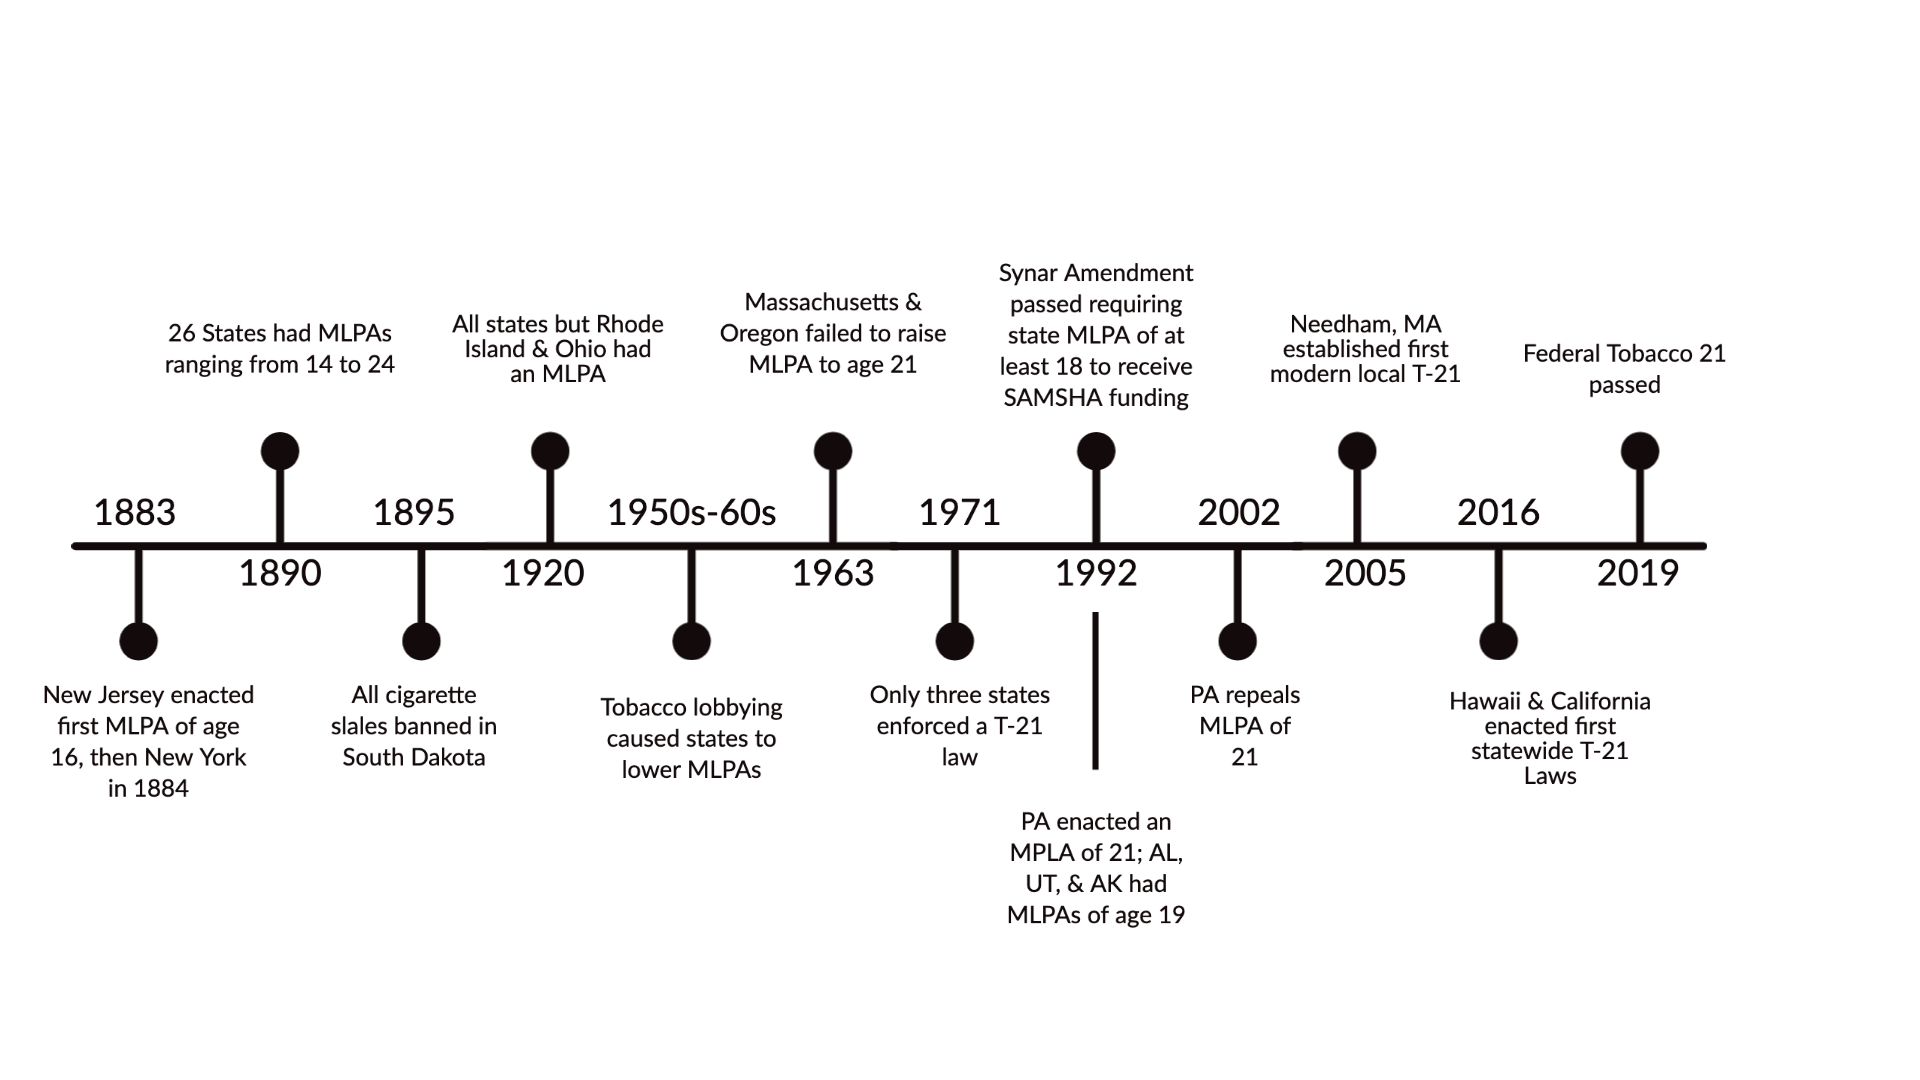 Synar Amendment
passed requiring
state MLPA of at
least 18 to receive
SAMSHA funding
Massachusetts &
Oregon failed to raise
MLPA to age 21
26 States had MLPAs
ranging from 14 to 24
All states but Rhode
Island & Ohio had
an MLPA
Needham, MA
established first
modern local T-21
Federal Tobacco 21
passed
1883
1895
1950s-60s
1971
2002
2016
1890
1920
1963
1992
2005
2019
New Jersey enacted
first MLPA of age
16, then New York
in 1884
All cigarette
slales banned in
South Dakota
Tobacco lobbying
caused states to
lower MLPAs
Only three states
enforced a T-21
law
PA repeals
MLPA of
21
Hawaii & California
enacted first
statewide T-21
Laws
PA enacted an
MPLA of 21; AL,
UT, & AK had
MLPAs of age 19